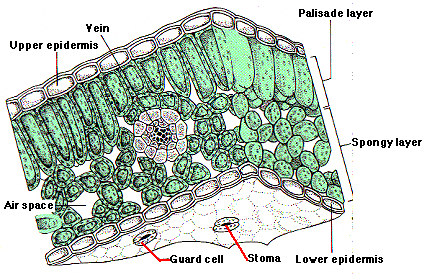 Palisade layer
Vein
Upper epidermis
Spongy layer
Air space
Guard cell
Stoma
Lower epidermis